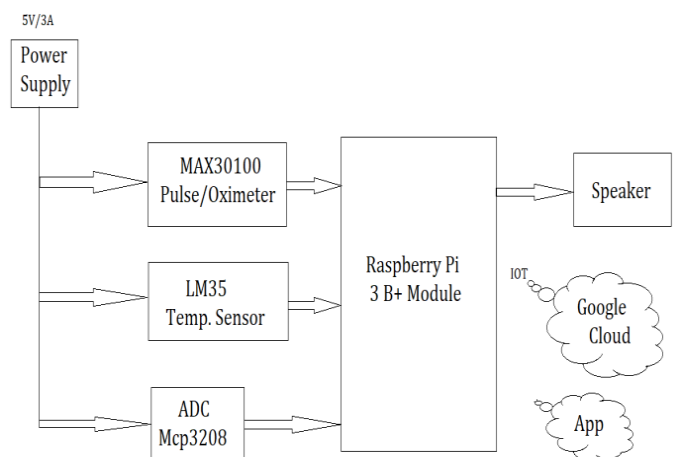 5V/3A
Power
Supply
MAX30100
Pulse/Oximeter
Speaker
LM35
Temp. Sensor
Raspberry Pi
3 B+ Module
IOT
Google
Cloud
ADC
Mcp3208
App